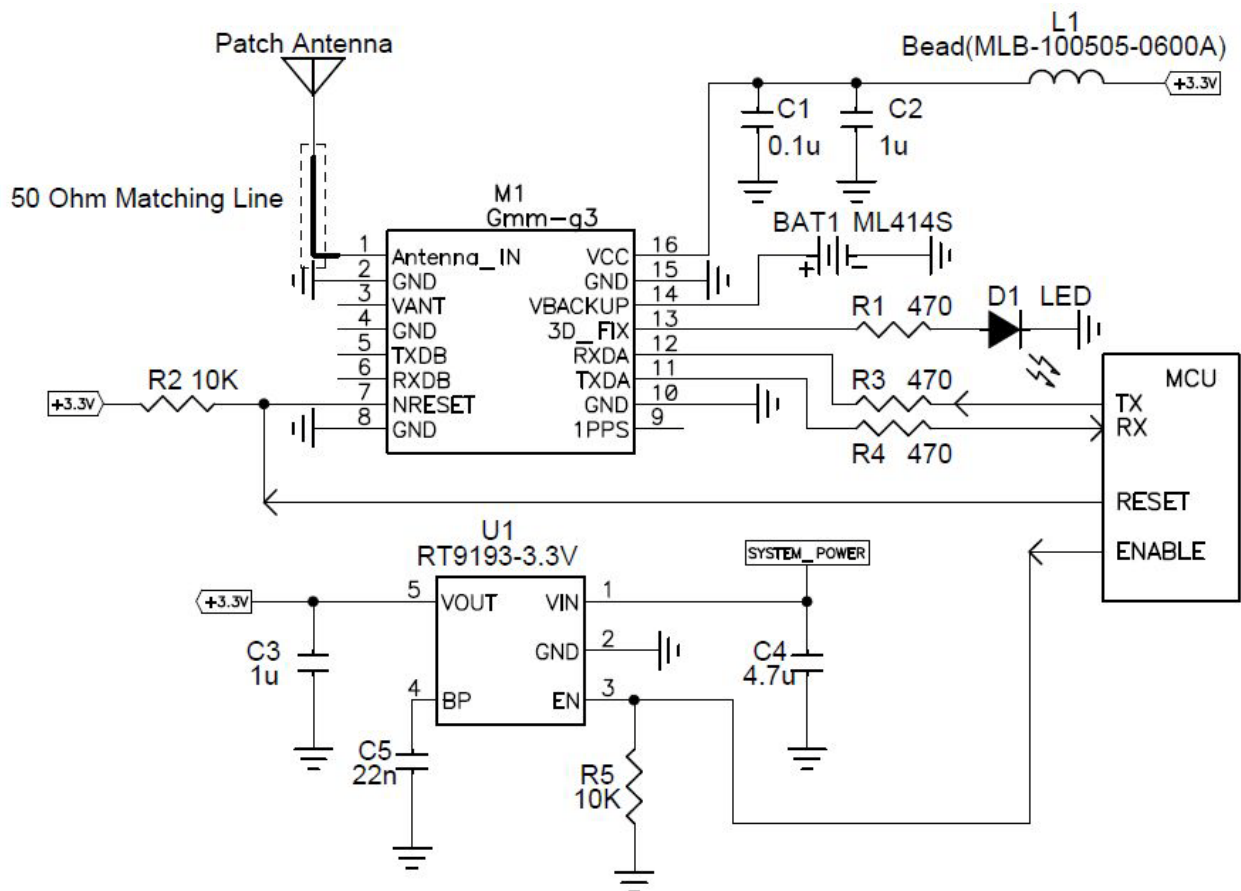 L1
Patch Antenna
Bead(MLB-100505-0600A)
+3.3V
C1
0.1u
C2
1u
50 Ohm Matching Line
M1
Gmm-g3
BAT1 ML414S
+
−
1 Antenna_IN
2 GND
3 VANT
4 GND
5 TXDB
6 RXDB
7 NRESET
8 GND
VCC 16
GND 15
VBACKUP 14
3D_FIX 13
RXDA 12
TXDA 11
GND 10
1PPS 9
R1 470
D1 LED
R2 10K
+3.3V
R3 470
R4 470
MCU
TX
RX
RESET
ENABLE
U1
RT9193-3.3V
SYSTEM_POWER
+3.3V
5 VOUT
VIN 1
GND 2
4 BP
EN 3
C3
1u
C4
4.7u
C5
22n
R5
10K